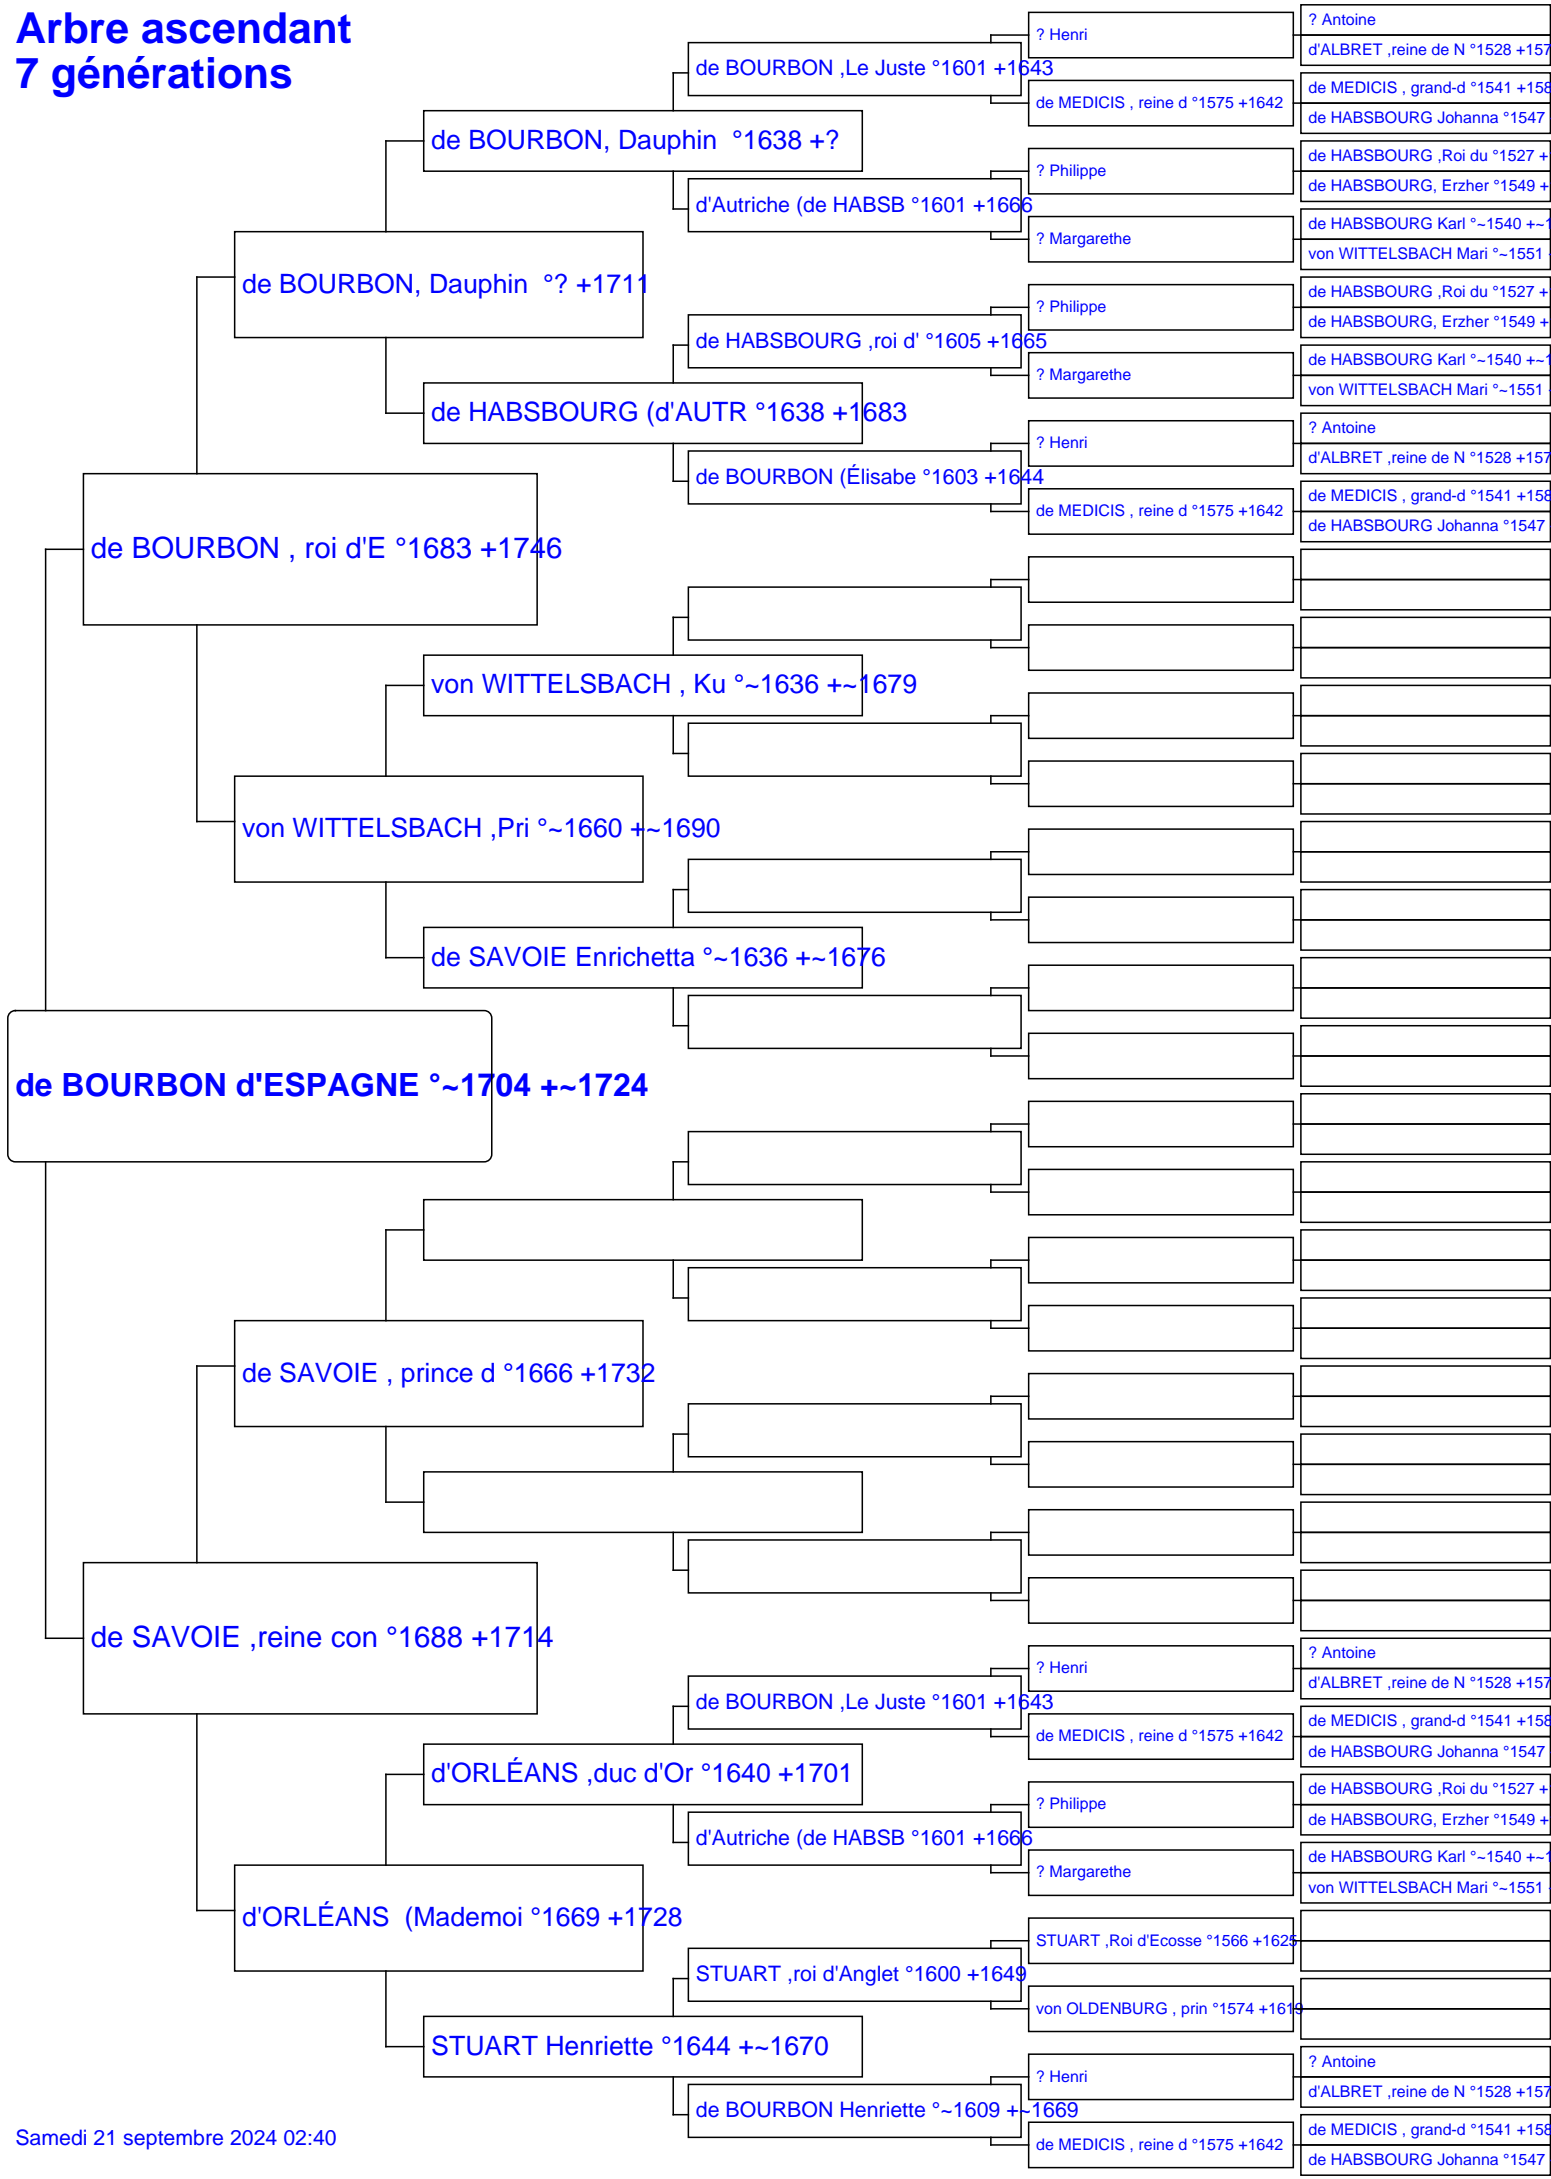 Arbre ascendant
7 générations
? Antoine
? Henri
d'ALBRET ,reine de N °1528 +157
de BOURBON ,Le Juste °1601 +1643
de MEDICIS , grand-d °1541 +158
de MEDICIS , reine d °1575 +1642
de HABSBOURG Johanna °1547
de BOURBON, Dauphin °1638 +?
de HABSBOURG ,Roi du °1527 +
? Philippe
de HABSBOURG, Erzher °1549 +
d'Autriche (de HABSB °1601 +1666
de HABSBOURG Karl °~1540 +~1
? Margarethe
von WITTELSBACH Mari °~1551
de BOURBON, Dauphin °? +1711
de HABSBOURG ,Roi du °1527 +
? Philippe
de HABSBOURG, Erzher °1549 +
de HABSBOURG ,roi d' °1605 +1665
de HABSBOURG Karl °~1540 +~1
? Margarethe
von WITTELSBACH Mari °~1551
de HABSBOURG (d'AUTR °1638 +1683
? Antoine
? Henri
d'ALBRET ,reine de N °1528 +157
de BOURBON (Élisabe °1603 +1644
de MEDICIS , grand-d °1541 +158
de MEDICIS , reine d °1575 +1642
de HABSBOURG Johanna °1547
de BOURBON , roi d'E °1683 +1746
von WITTELSBACH , Ku °~1636 +~1679
von WITTELSBACH ,Pri °~1660 +~1690
de SAVOIE Enrichetta °~1636 +~1676
de BOURBON d'ESPAGNE °~1704 +~1724
de SAVOIE , prince d °1666 +1732
de SAVOIE ,reine con °1688 +1714
? Antoine
? Henri
d'ALBRET ,reine de N °1528 +157
de BOURBON ,Le Juste °1601 +1643
de MEDICIS , grand-d °1541 +158
de MEDICIS , reine d °1575 +1642
de HABSBOURG Johanna °1547
d'ORLÉANS ,duc d'Or °1640 +1701
de HABSBOURG ,Roi du °1527 +
? Philippe
de HABSBOURG, Erzher °1549 +
d'Autriche (de HABSB °1601 +1666
de HABSBOURG Karl °~1540 +~1
? Margarethe
von WITTELSBACH Mari °~1551
d'ORLÉANS (Mademoi °1669 +1728
STUART ,Roi d'Ecosse °1566 +1625
STUART ,roi d'Anglet °1600 +1649
von OLDENBURG , prin °1574 +1619
STUART Henriette °1644 +~1670
? Antoine
? Henri
d'ALBRET ,reine de N °1528 +157
de BOURBON Henriette °~1609 +~1669
de MEDICIS , grand-d °1541 +158
de MEDICIS , reine d °1575 +1642
de HABSBOURG Johanna °1547
Samedi 21 septembre 2024 02:40